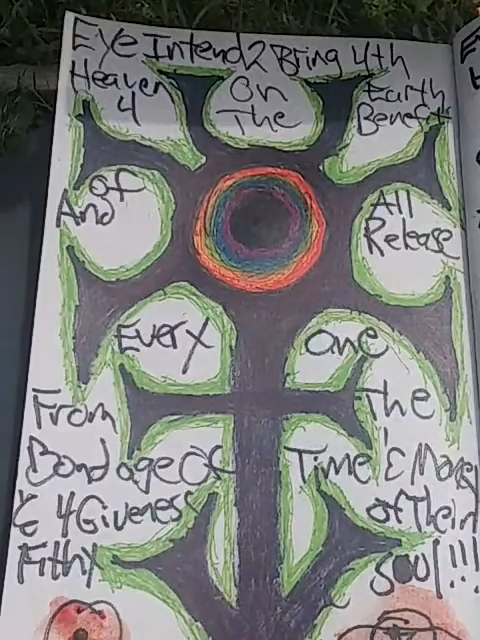 Eye Intend 2 Bring 4th
Heaven On Earth
4 The Benefit
Of All
And Release
Every One
From The
Bondage Of Time & Money
& 4Giveness of Their
Filthy Soul!!!